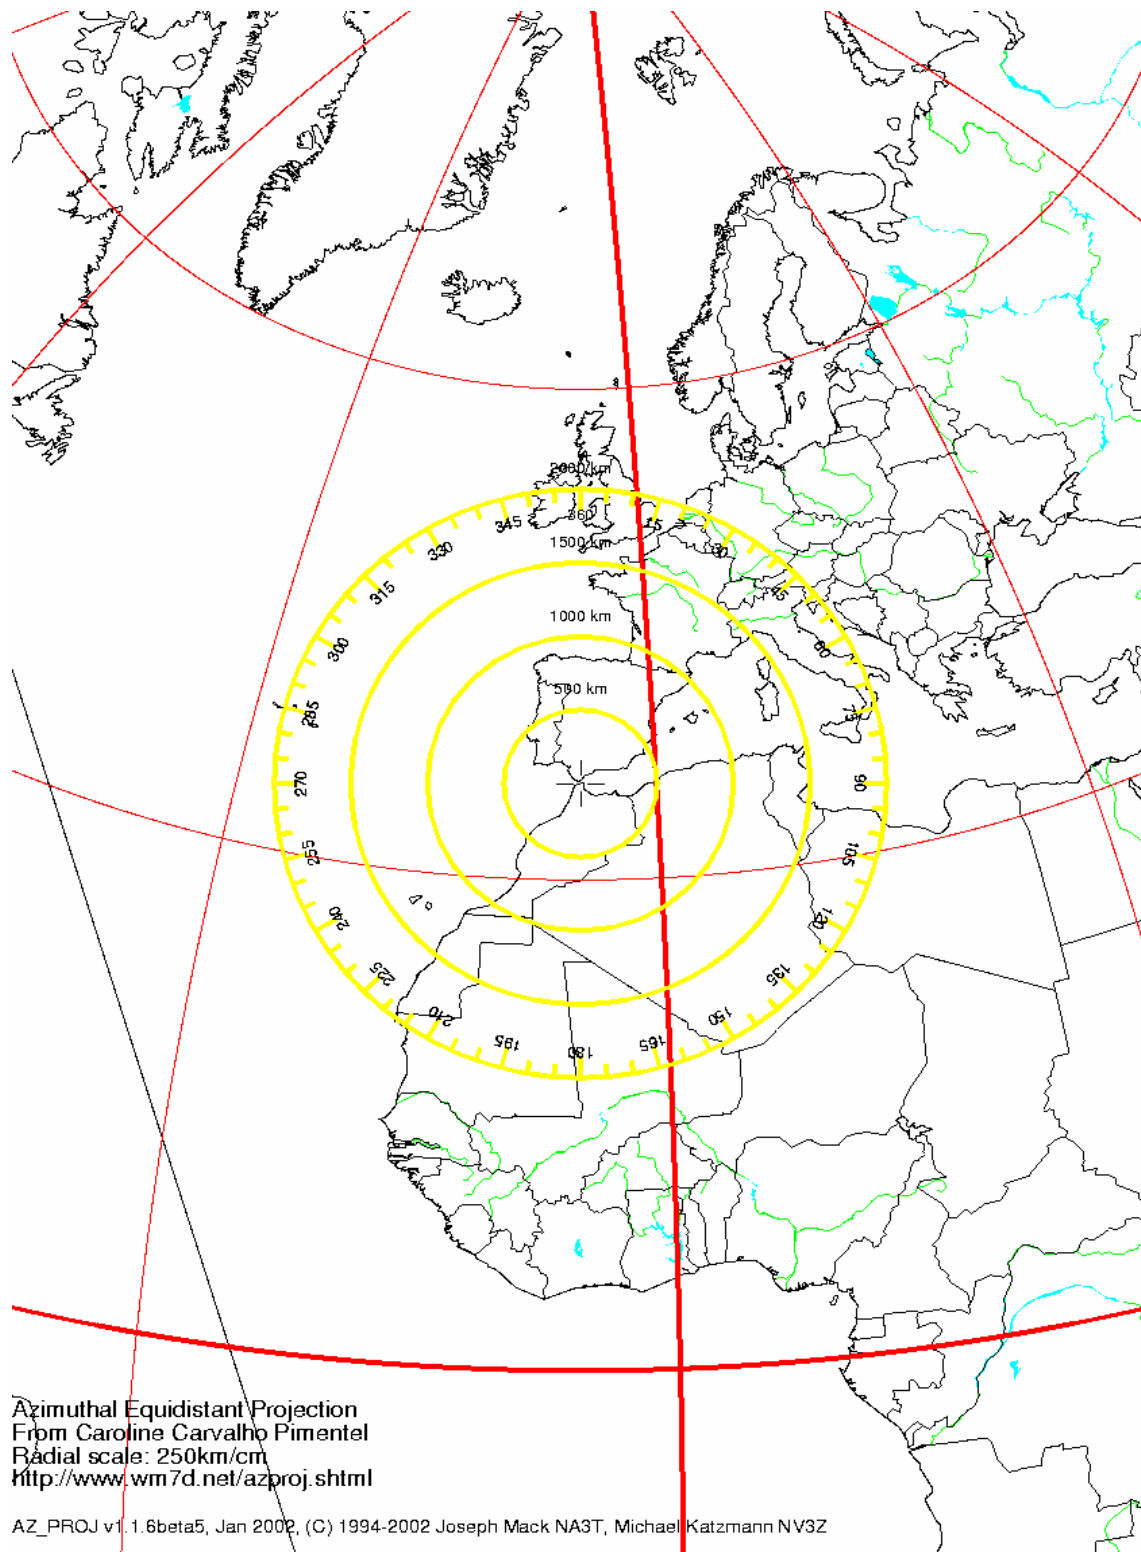 2000 km
360
345
15
330
30
1500 km
315
45
1000 km
300
60
500 km
285
75
270
90
255
105
240
120
225
135
210
150
195
165
180
Azimuthal Equidistant Projection
From Caroline Carvalho Pimentel
Radial scale: 250km/cm
http://www.wm7d.net/azproj.shtml
AZ_PROJ v1.1.6beta5, Jan 2002, (C) 1994-2002 Joseph Mack NA3T, Michael Katzmann NV3Z